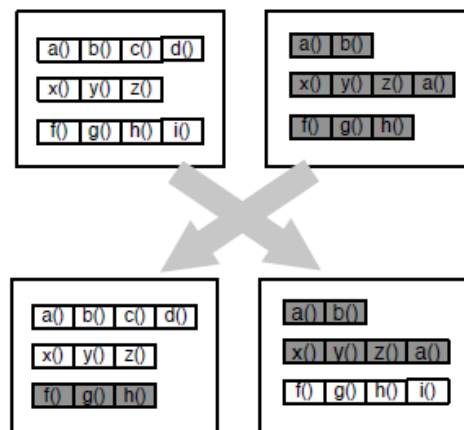 a() b() c() d()
x() y() z()
f() g() h() i()
a() b()
x() y() z() a()
f() g() h()
a() b() c() d()
x() y() z()
f() g() h()
a() b()
x() y() z() a()
f() g() h() i()